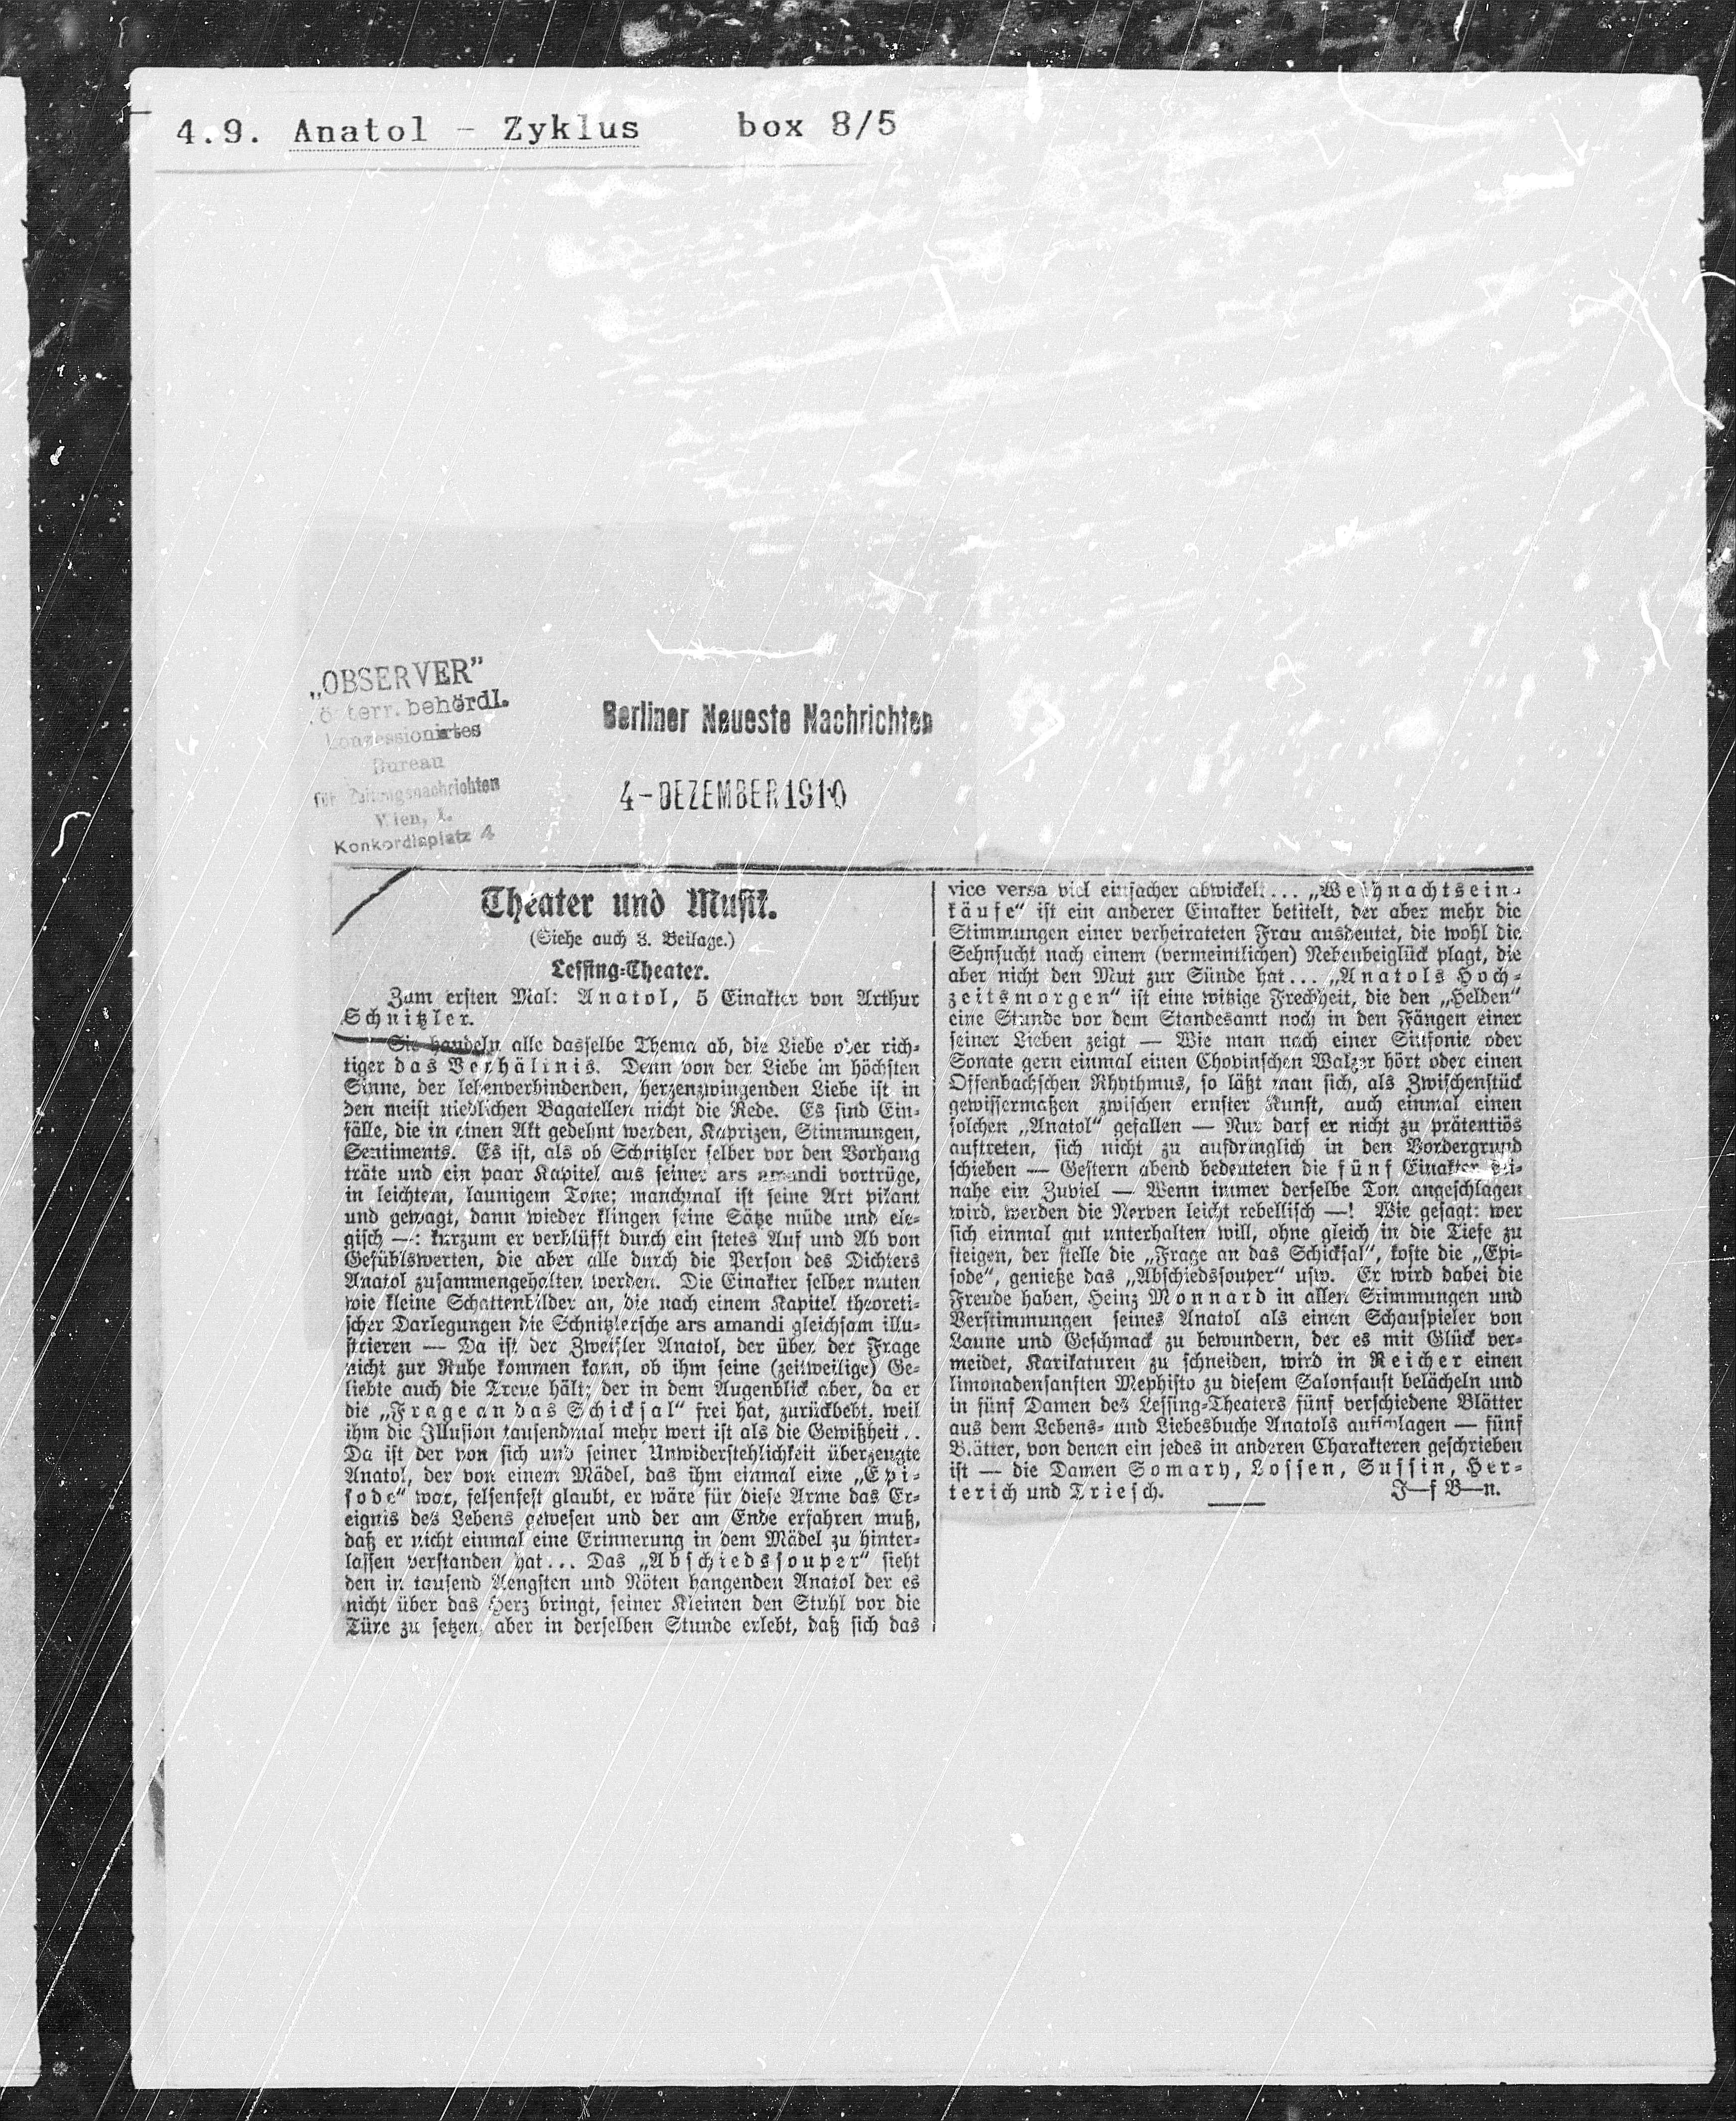 4.9. Anatol - Zyklus box 8/5
„OBSERVER”
österr. behördl.
konzessionirtes
Bureau
für Zeitungsnachrichten
Wien, I.
Konkordiaplatz 4
Berliner Neueste Nachrichten
4-DEZEMBER 1910
Theater und Musik.
(Siehe auch 3. Beilage.)
Lessing-Theater.
Zum ersten Mal: Anatol, 5 Einakter von Arthur
Schnitzler.
Sie handeln alle dasselbe Thema ab, die Liebe oder rich-
tiger das Verhältnis. Denn von der Liebe im höchsten
Sinne, der lebenverbindenden, herzenzwingenden Liebe ist in
den meist niedlichen Bagatellen nicht die Rede. Es sind Ein-
fälle, die in einen Akt gedehnt werden, Kaprizen, Stimmungen,
Sentiments. Es ist, als ob Schnitzler selber vor den Vorhang
träte und ein paar Kapitel aus seiner ars amandi vortrüge,
in leichtem, launigem Tone; manchmal ist seine Art pikant
und gewagt, dann wieder klingen seine Sätze müde und ele-
gisch —: kurzum er verblüfft durch ein stetes Auf und Ab von
Gefühlswerten, die aber alle durch die Person des Dichters
Anatol zusammengehalten werden. Die Einakter selber muten
wie kleine Schattenbilder an, die nach einem Kapitel theoreti-
scher Darlegungen die Schnitzlersche ars amandi gleichsam illu-
strieren — Da ist der Zweifler Anatol, der über der Frage
nicht zur Ruhe kommen kann, ob ihm seine (zeitweilige) Ge-
liebte auch die Treue hält; der in dem Augenblick aber, da er
die „Frage an das Schicksal“ frei hat, zurückbebt, weil
ihm die Illusion tausendmal mehr wert ist als die Gewißheit..
Da ist der von sich und seiner Unwiderstehlichkeit überzeugte
Anatol, der von einem Mädel, das ihm einmal eine „Epi-
sode“ war, felsenfest glaubt, er wäre für diese Arme das Er-
eignis des Lebens gewesen und der am Ende erfahren muß,
daß er nicht einmal eine Erinnerung in dem Mädel zu hinter-
lassen verstanden hat... Das „Abschiedssouper“ sieht
den in tausend Aengsten und Nöten bangenden Anatol der es
nicht über das Herz bringt, seiner Kleinen den Stuhl vor die
Türe zu setzen, aber in derselben Stunde erlebt, daß sich das
vice versa viel einfacher abwickelt... „Weihnachtsein-
käufe“ ist ein anderer Einakter betitelt, der aber mehr die
Stimmungen einer verheirateten Frau ausdeutet, die wohl die
Sehnsucht nach einem (vermeintlichen) Nebenbeiglück plagt, die
aber nicht den Mut zur Sünde hat... „Anatols Hoch-
zeitsmorgen“ ist eine witzige Frechheit, die den „Helden“
eine Stunde vor dem Standesamt noch in den Fängen einer
seiner Lieben zeigt — Wie man nach einer Sinfonie oder
Sonate gern einmal einen Chopinschen Walzer hört oder einen
Offenbachschen Rhythmus, so läßt man sich, als Zwischenstück
gewissermaßen zwischen ernster Kunst, auch einmal einen
solchen „Anatol“ gefallen — Nur darf er nicht zu prätentiös
auftreten, sich nicht zu aufdringlich in den Vordergrund
schieben — Gestern abend bedeuteten die fünf Einakter bei-
nahe ein Zuviel — Wenn immer derselbe Ton angeschlagen
wird, werden die Nerven leicht rebellisch —! Wie gesagt: wer
sich einmal gut unterhalten will, ohne gleich in die Tiefe zu
steigen, der stelle die „Frage an das Schicksal“, koste die „Epi-
sode“, genieße das „Abschiedssouper“ usw. Er wird dabei die
Freude haben, Heinz Monnard in allen Stimmungen und
Verstimmungen seines Anatol als einen Schauspieler von
Laune und Geschmack zu bewundern, der es mit Glück ver-
meidet, Karikaturen zu schneiden, wird in Reicher einen
limonadensanften Mephisto zu diesem Salonfaust belächeln und
in fünf Damen des Lessing-Theaters fünf verschiedene Blätter
aus dem Lebens- und Liebesbuche Anatols aufschlagen — fünf
Blätter, von denen ein jedes in anderen Charakteren geschrieben
ist — die Damen Somary, Lossen, Sussin, Her-
terich und Triesch. J—f B—n.